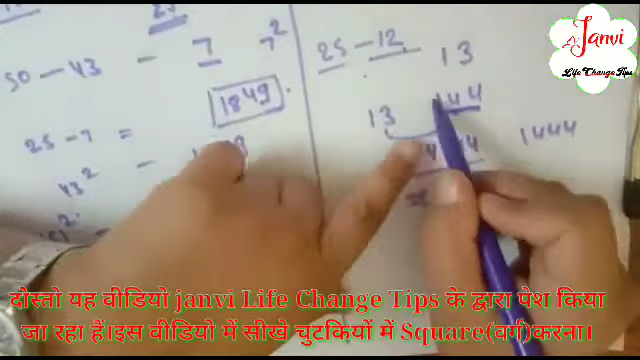 25
50 - 43 - 7 7²
1849
25 - 7 =
43² -
25 - 12 13
144
13
1444
Janvi
Life Change Tips
दोस्तो यह वीडियो janvi Life Change Tips के द्वारा पेश किया
जा रहा हैं।इस वीडियो में सीखे चुटकियों में Square(वर्ग)करना।